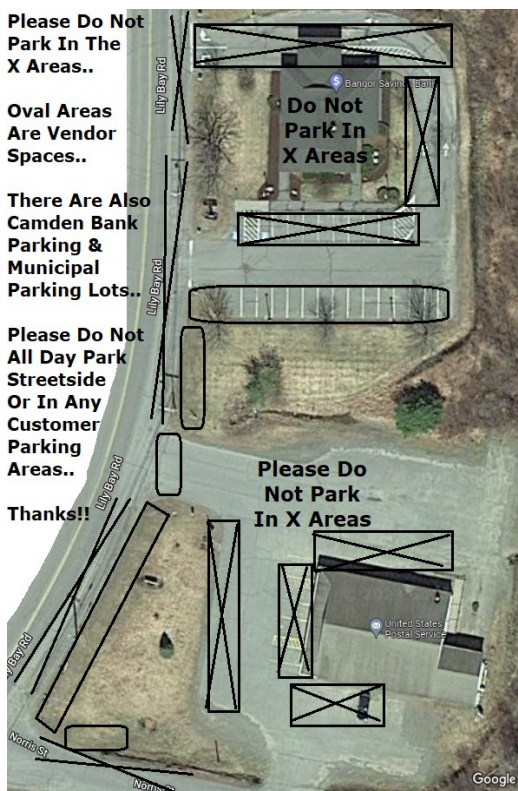 Please Do Not
Park In The
X Areas..
Oval Areas
Are Vendor
Spaces..
There Are Also
Camden Bank
Parking &
Municipal
Parking Lots..
Please Do Not
All Day Park
Streetside
Or In Any
Customer
Parking
Areas..
Thanks!!
Lily Bay Rd
Bangor Savings Bank
Do Not
Park In
X Areas
Lily Bay Rd
Lily Bay Rd
Please Do
Not Park
In X Areas
United States
Postal Service
Bay Rd
Norris St
Norris
Google